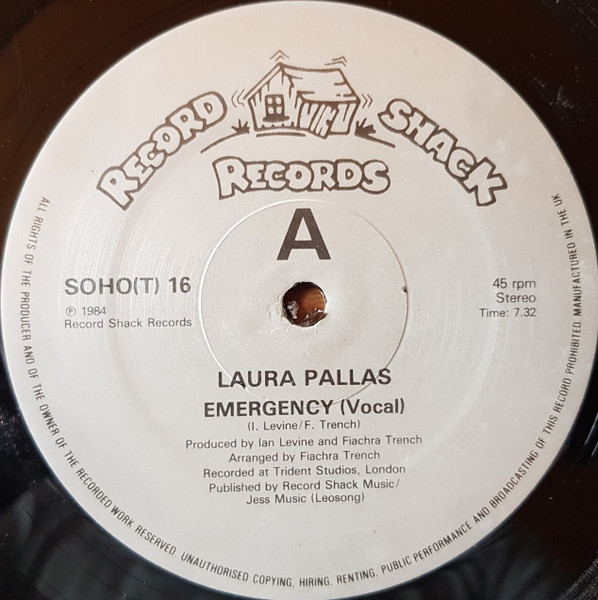 RECORD SHACK
RECORDS
A
SOHO(T) 16
℗ 1984
Record Shack Records
45 rpm
Stereo
Time: 7.32
LAURA PALLAS
EMERGENCY (Vocal)
(I. Levine/F. Trench)
Produced by Ian Levine and Fiachra Trench
Arranged by Fiachra Trench
Recorded at Trident Studios, London
Published by Record Shack Music/
Jess Music (Leosong)
ALL RIGHTS OF THE PRODUCER AND OF THE OWNER OF THE RECORDED WORK RESERVED. UNAUTHORISED COPYING, HIRING, RENTING, PUBLIC PERFORMANCE AND BROADCASTING OF THIS RECORD PROHIBITED. MANUFACTURED IN THE UK